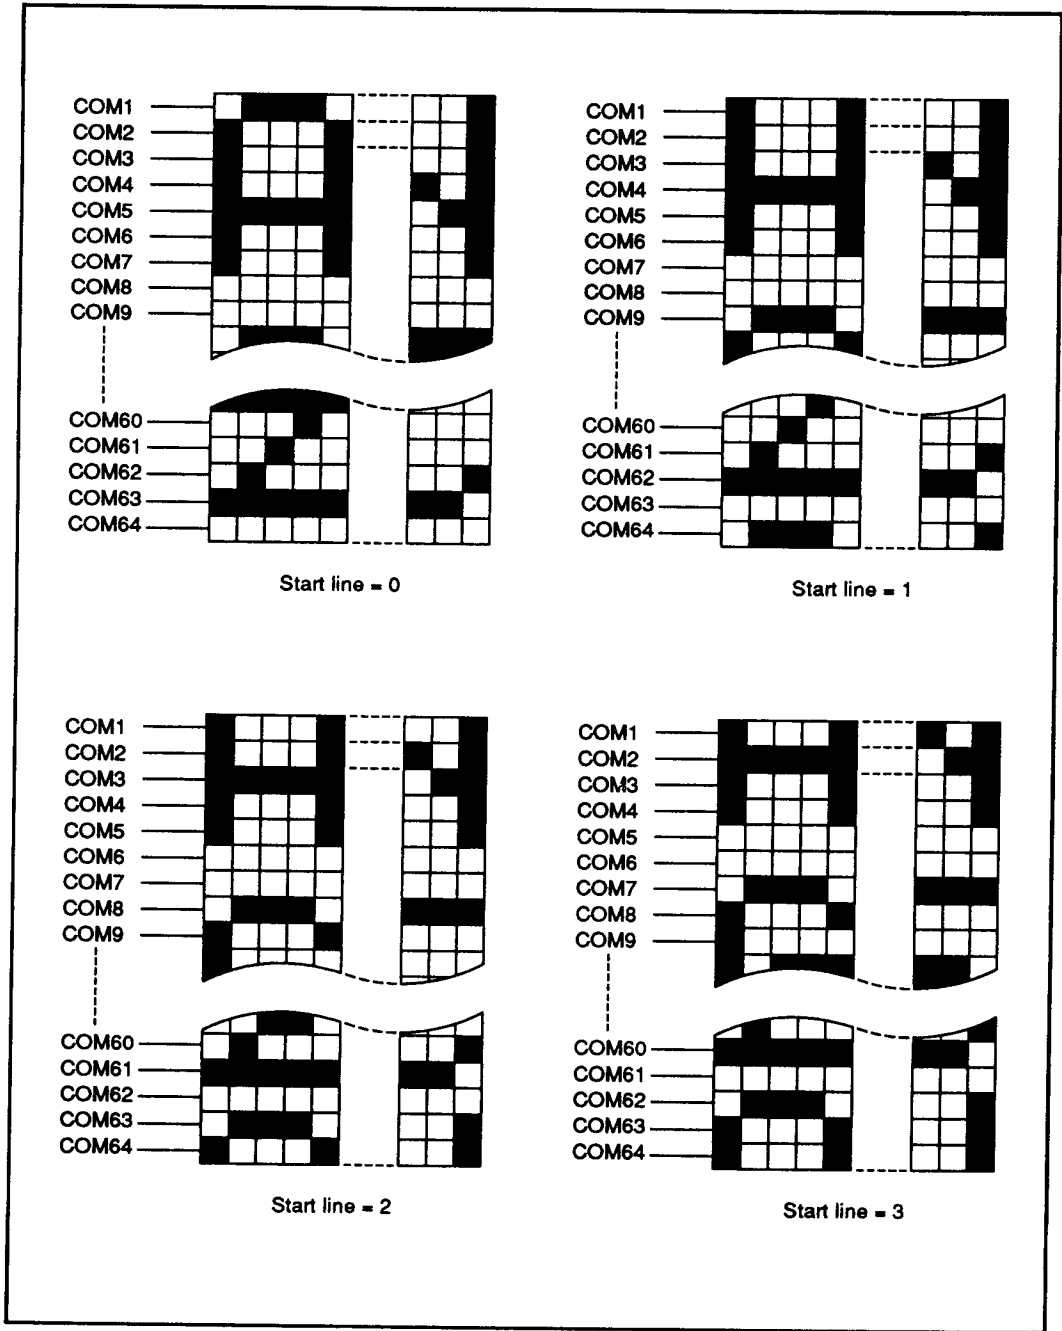 COM1
COM2
COM3
COM4
COM5
COM6
COM7
COM8
COM9
COM60
COM61
COM62
COM63
COM64
Start line = 0
COM1
COM2
COM3
COM4
COM5
COM6
COM7
COM8
COM9
COM60
COM61
COM62
COM63
COM64
Start line = 1
COM1
COM2
COM3
COM4
COM5
COM6
COM7
COM8
COM9
COM60
COM61
COM62
COM63
COM64
Start line = 2
COM1
COM2
COM3
COM4
COM5
COM6
COM7
COM8
COM9
COM60
COM61
COM62
COM63
COM64
Start line = 3